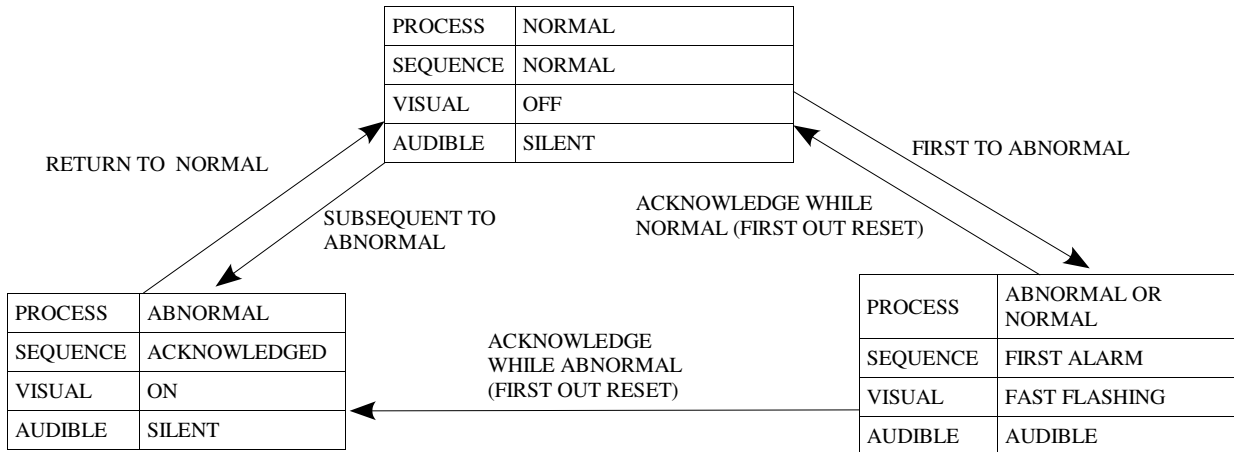 PROCESS NORMAL
SEQUENCE NORMAL
VISUAL OFF
AUDIBLE SILENT
RETURN TO NORMAL
FIRST TO ABNORMAL
SUBSEQUENT TO
ABNORMAL
ACKNOWLEDGE WHILE
NORMAL (FIRST OUT RESET)
PROCESS ABNORMAL
SEQUENCE ACKNOWLEDGED
VISUAL ON
AUDIBLE SILENT
ACKNOWLEDGE
WHILE ABNORMAL
(FIRST OUT RESET)
PROCESS ABNORMAL OR
NORMAL
SEQUENCE FIRST ALARM
VISUAL FAST FLASHING
AUDIBLE AUDIBLE